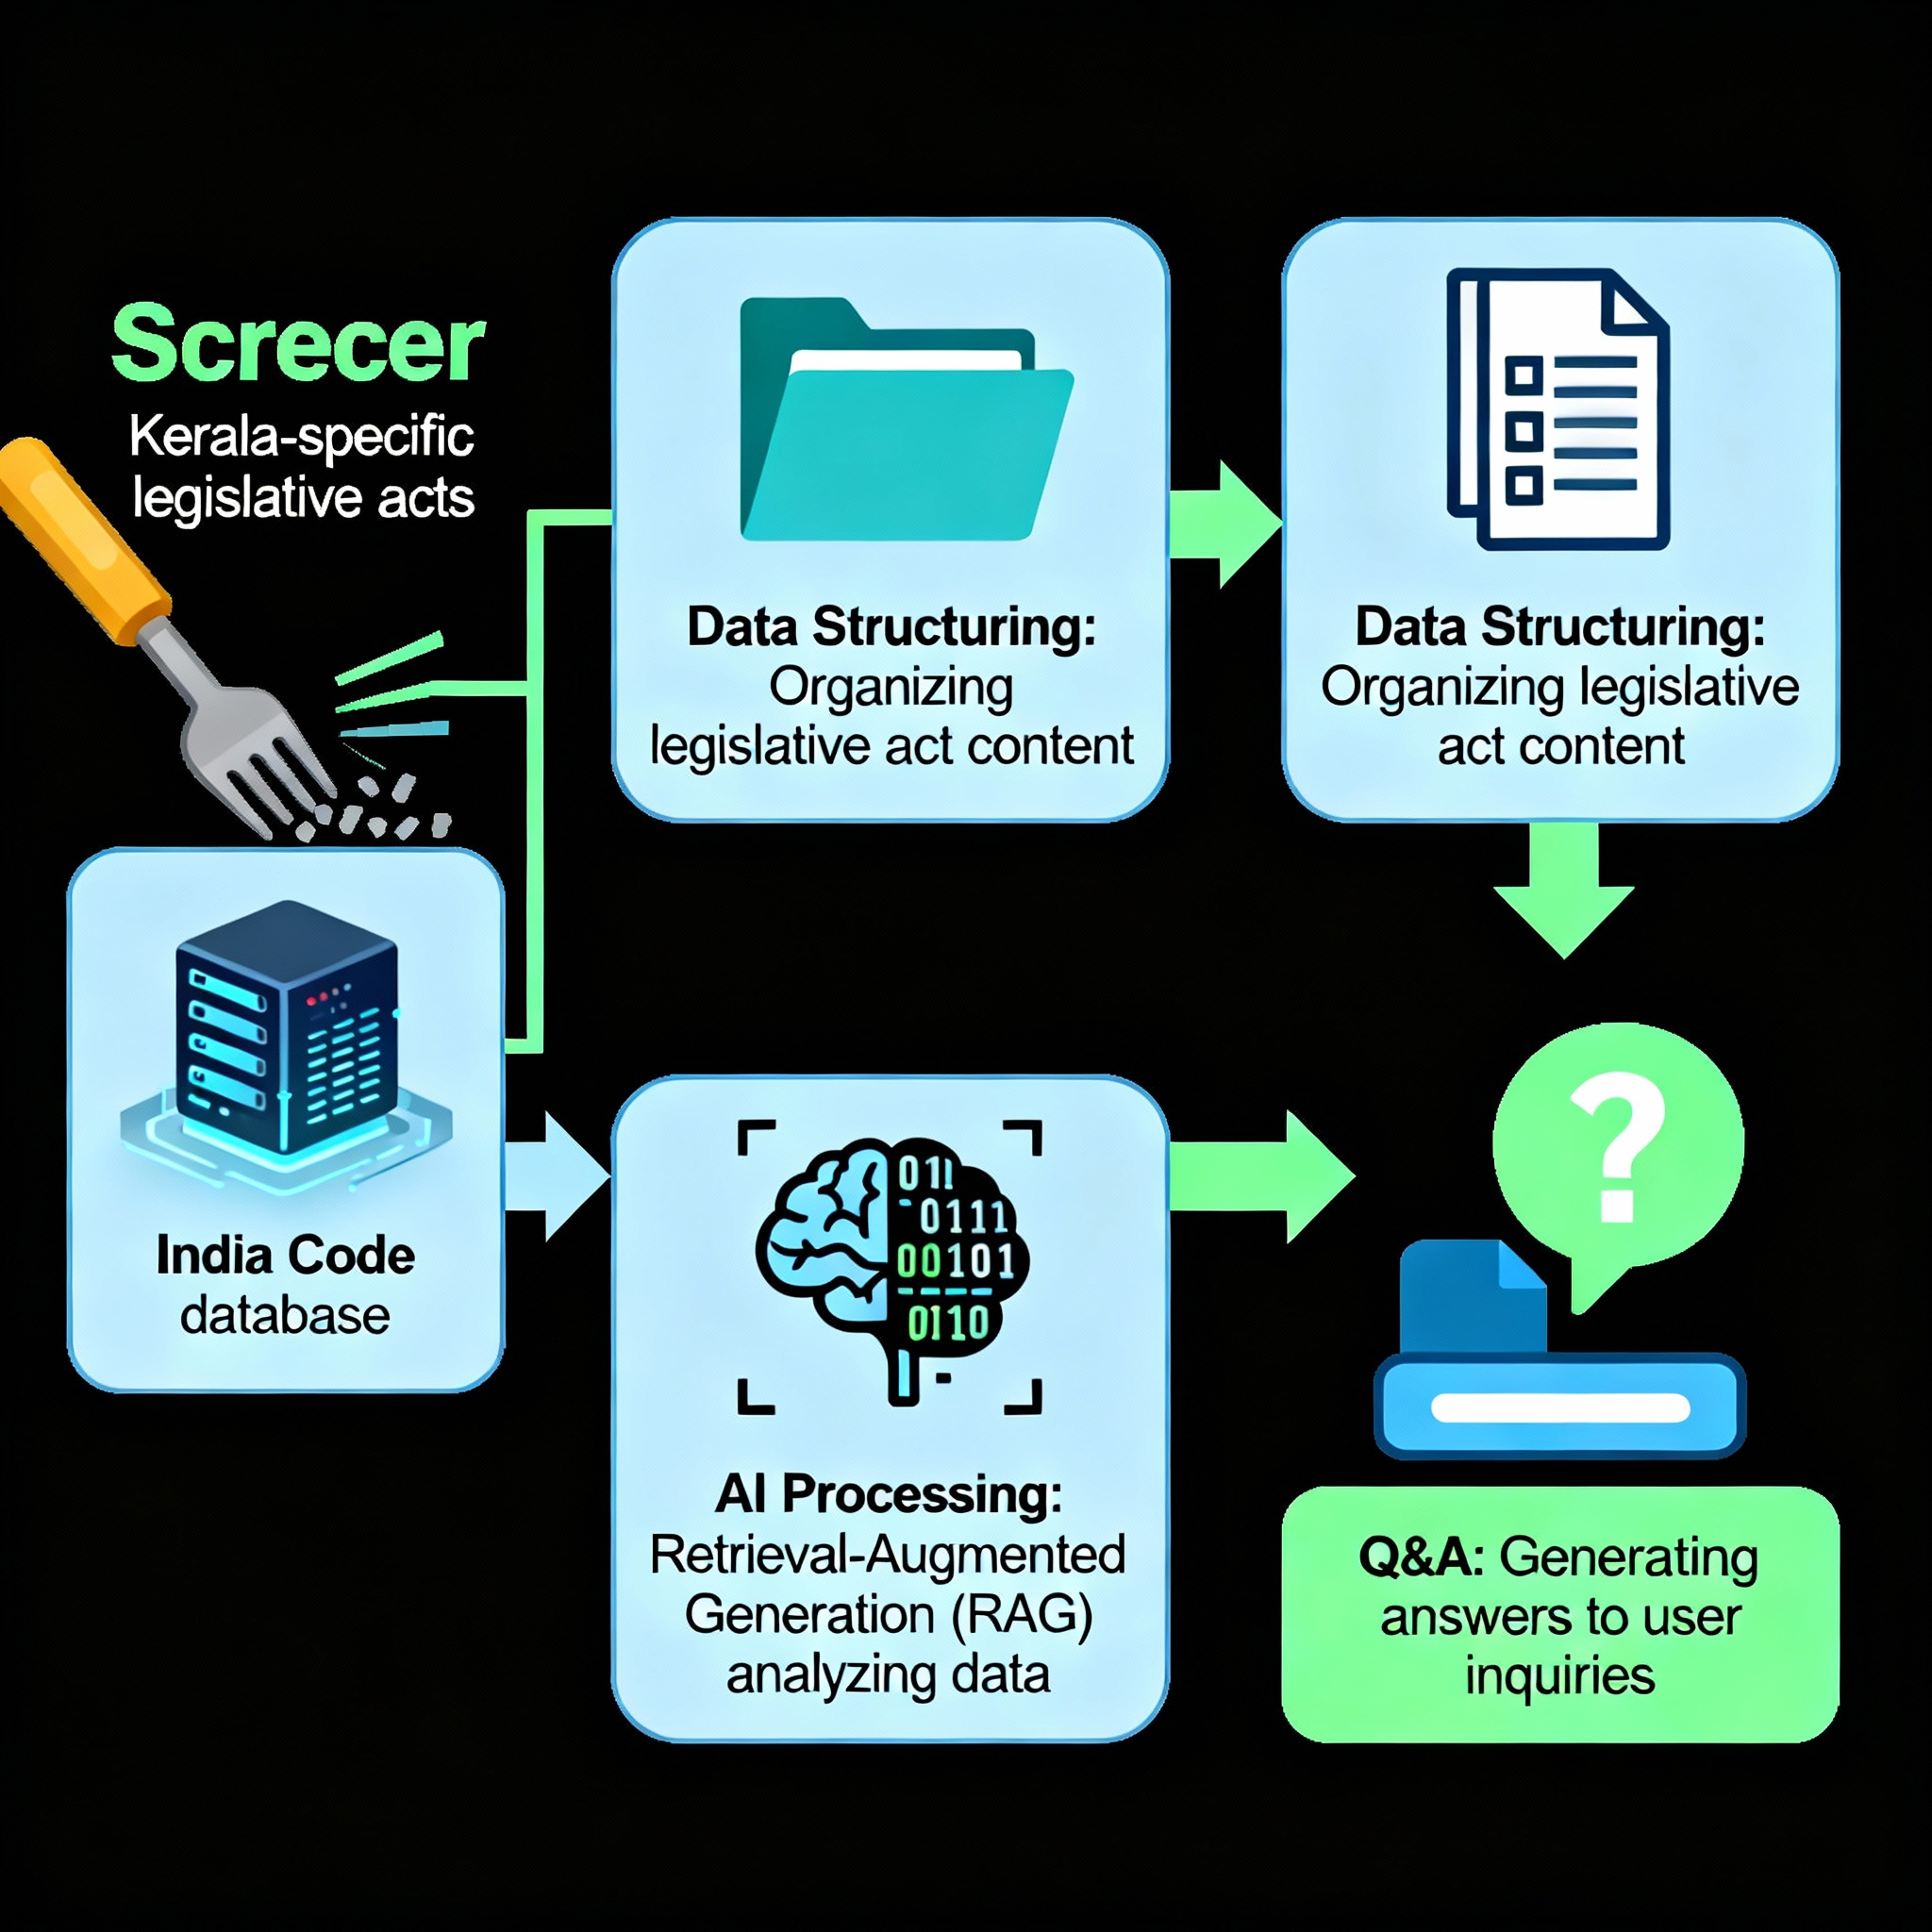 Screcer
Kerala-specific
legislative acts
Data Structuring:
Organizing
legislative act content
Data Structuring:
Organizing legislative
act content
India Code
database
011
0111
00101
0110
AI Processing:
Retrieval-Augmented
Generation (RAG)
analyzing data
?
Q&A: Generating
answers to user
inquiries